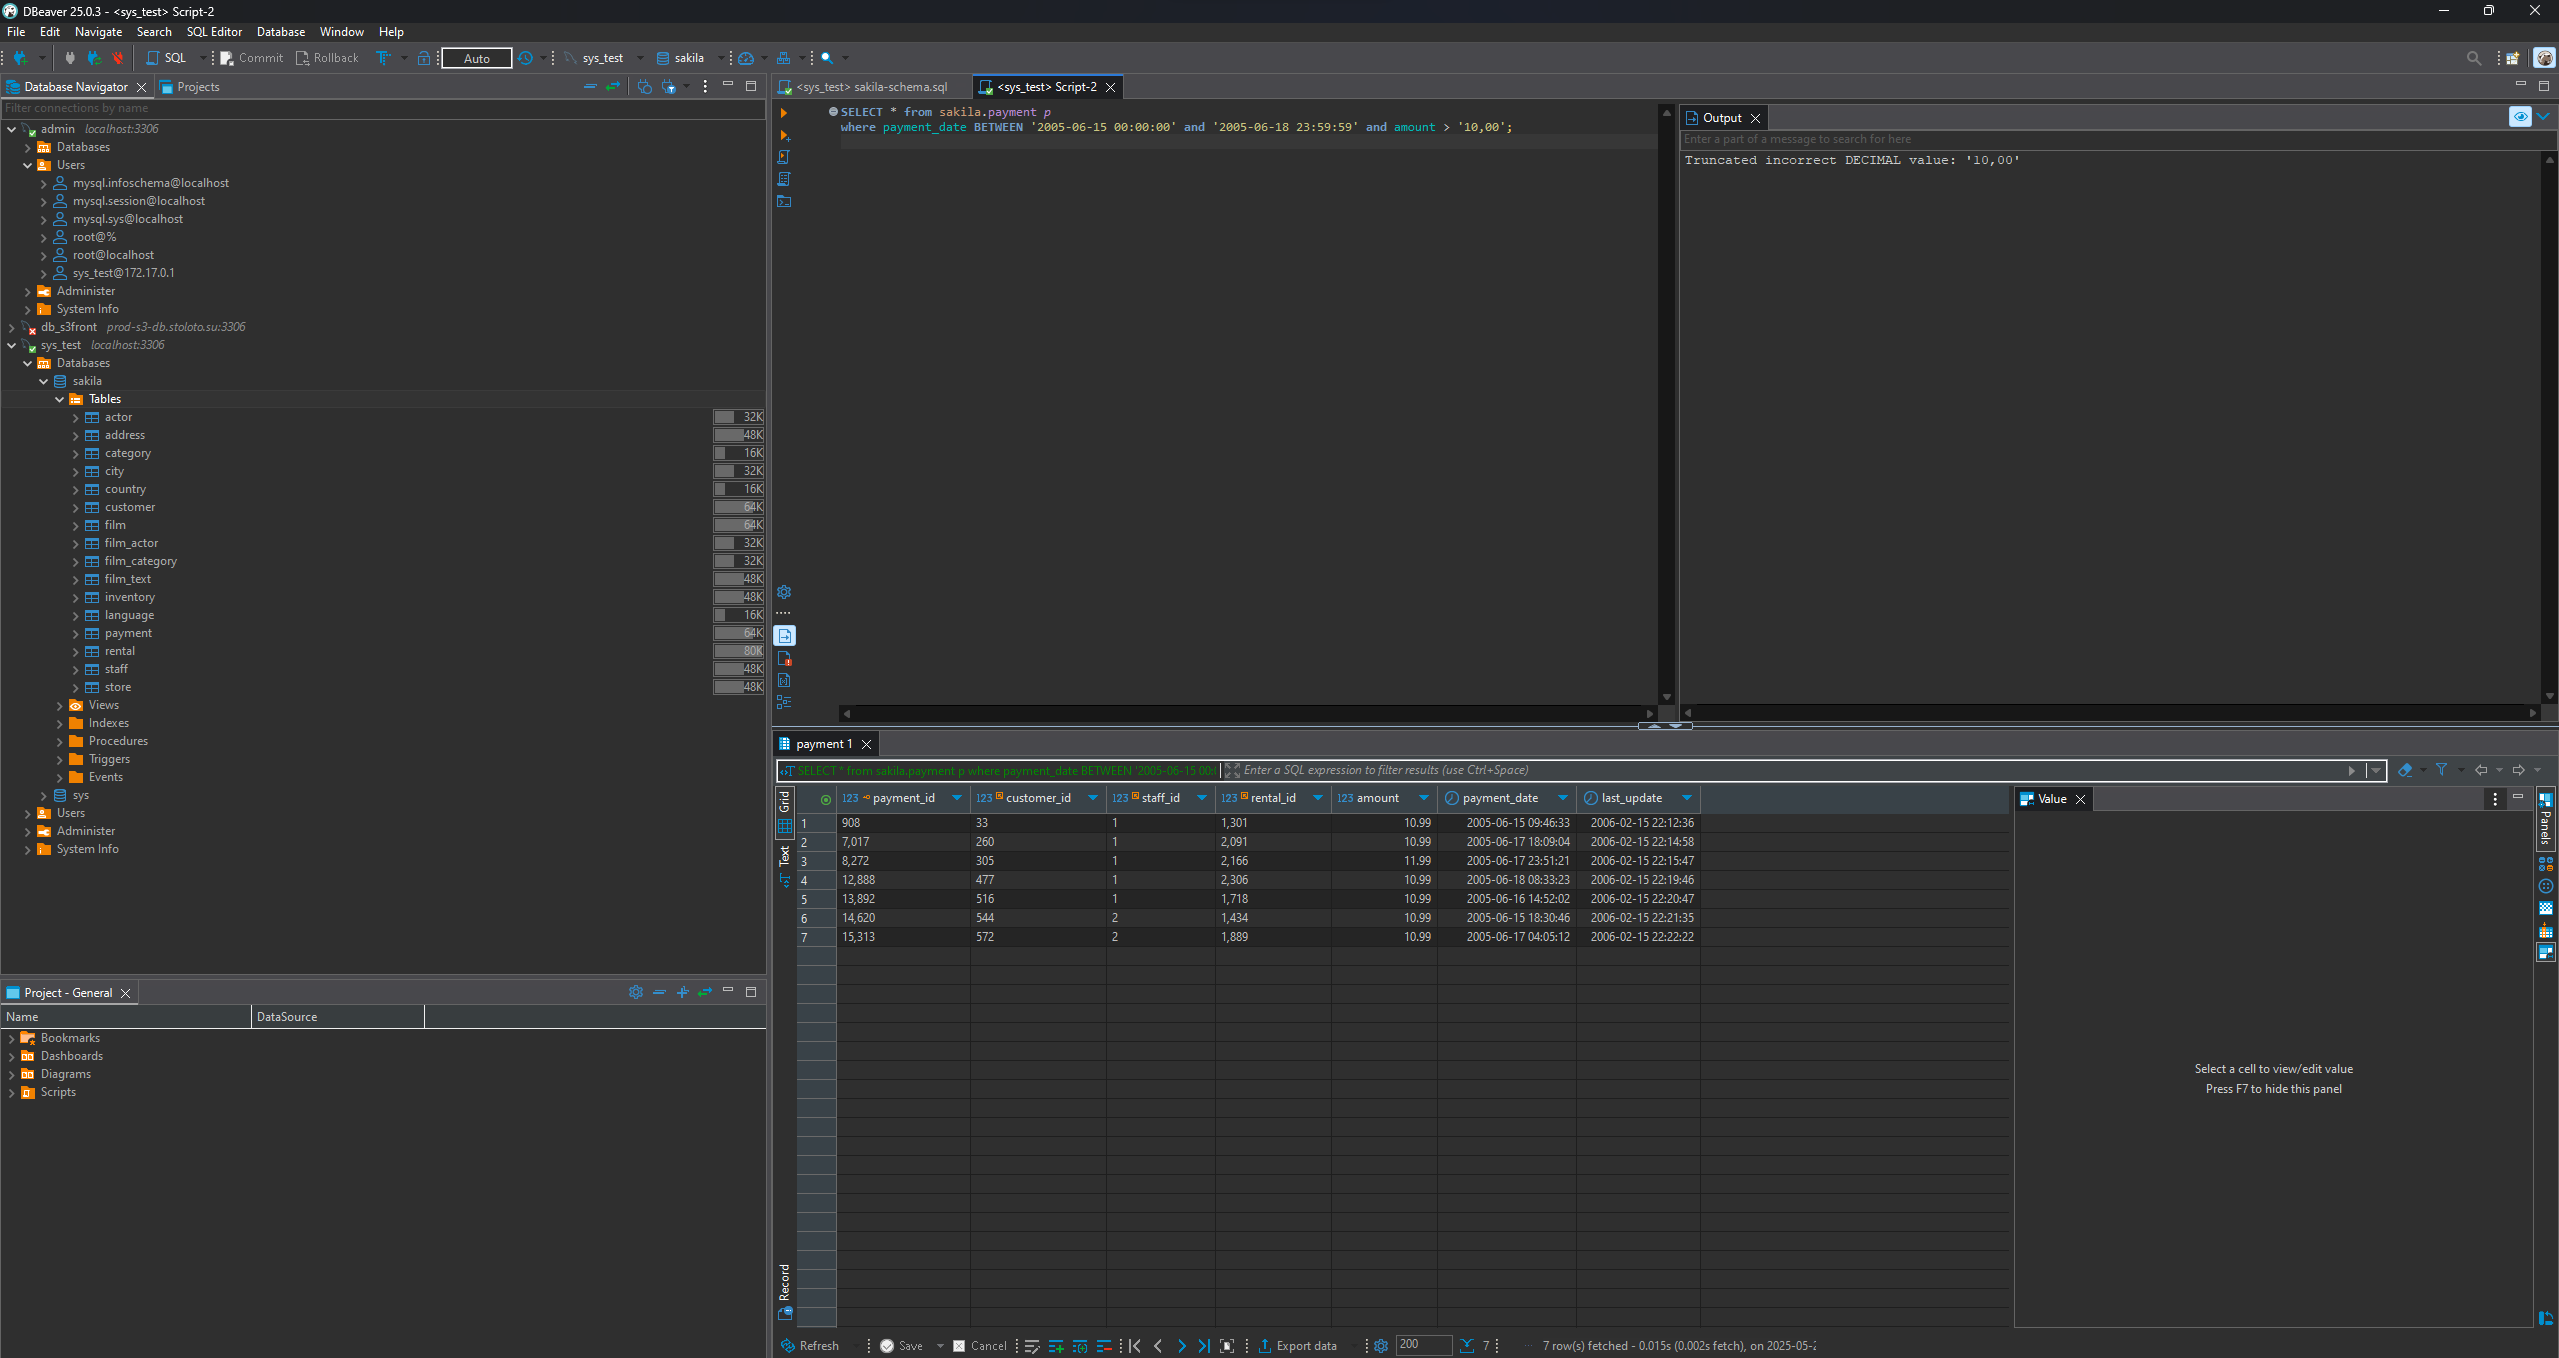 DBeaver 25.0.3 - <sys_test> Script-2
File Edit Navigate Search SQL Editor Database Window Help
SQL Commit Rollback Auto sys_test sakila
Database Navigator Projects
Filter connections by name
admin localhost:3306
Databases
Users
mysql.infoschema@localhost
mysql.session@localhost
mysql.sys@localhost
root@%
root@localhost
sys_test@172.17.0.1
Administer
System Info
db_s3front prod-s3-db.stoloto.su:3306
sys_test localhost:3306
Databases
sakila
Tables
actor 32K
address 48K
category 16K
city 32K
country 16K
customer 64K
film 64K
film_actor 32K
film_category 32K
film_text 48K
inventory 48K
language 16K
payment 64K
rental 80K
staff 48K
store 48K
Views
Indexes
Procedures
Triggers
Events
sys
Users
Administer
System Info
Project - General
Name DataSource
Bookmarks
Dashboards
Diagrams
Scripts
<sys_test> sakila-schema.sql <sys_test> Script-2
SELECT * from sakila.payment p
where payment_date BETWEEN '2005-06-15 00:00:00' and '2005-06-18 23:59:59' and amount > '10,00';
Output
Enter a part of a message to search for here
Truncated incorrect DECIMAL value: '10,00'
payment 1
SELECT * from sakila.payment p where payment_date BETWEEN '2005-06-15 00:( Enter a SQL expression to filter results (use Ctrl+Space)
Grid
Text
Record
123 payment_id 123 customer_id 123 staff_id 123 rental_id 123 amount payment_date last_update
1 908 33 1 1,301 10.99 2005-06-15 09:46:33 2006-02-15 22:12:36
2 7,017 260 1 2,091 10.99 2005-06-17 18:09:04 2006-02-15 22:14:58
3 8,272 305 1 2,166 11.99 2005-06-17 23:51:21 2006-02-15 22:15:47
4 12,888 477 1 2,306 10.99 2005-06-18 08:33:23 2006-02-15 22:19:46
5 13,892 516 1 1,718 10.99 2005-06-16 14:52:02 2006-02-15 22:20:47
6 14,620 544 2 1,434 10.99 2005-06-15 18:30:46 2006-02-15 22:21:35
7 15,313 572 2 1,889 10.99 2005-06-17 04:05:12 2006-02-15 22:22:22
Value
Panels
Select a cell to view/edit value
Press F7 to hide this panel
Refresh Save Cancel Export data 200 7 7 row(s) fetched - 0.015s (0.002s fetch), on 2025-05-2